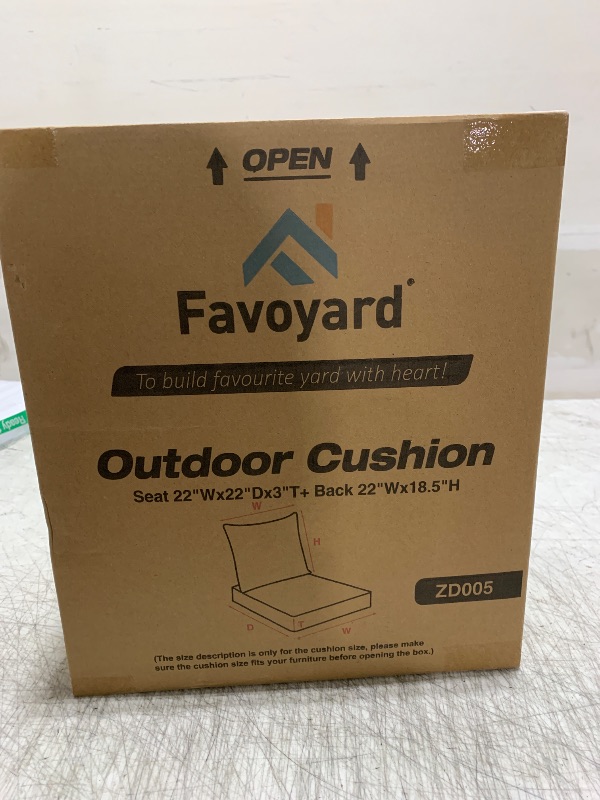 OPEN
Favoyard
To build favourite yard with heart!
Outdoor Cushion
Seat 22"Wx22"Dx3"T+ Back 22"Wx18.5"H
W
H
D
T
W
ZD005
(The size description is only for the cushion size, please make
sure the cushion size fits your furniture before opening the box.)
Ready